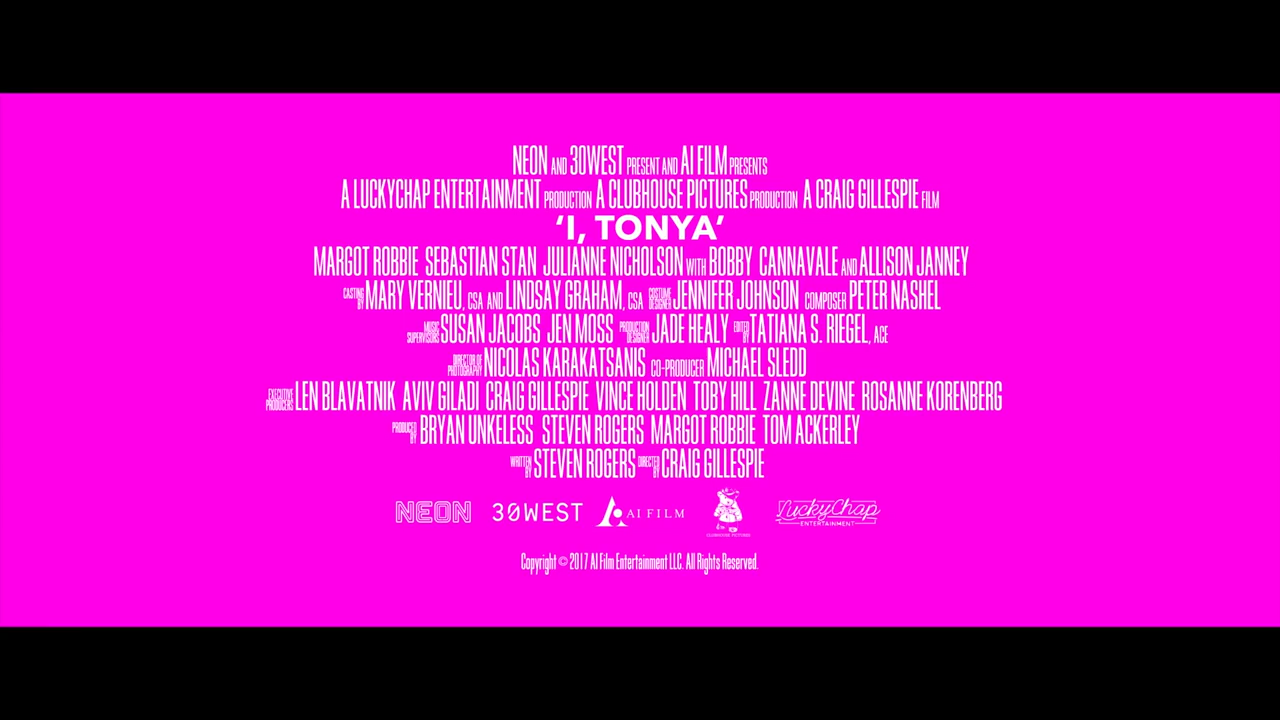 NEON AND 30WEST PRESENT AND AI FILM PRESENTS
A LUCKYCHAP ENTERTAINMENT PRODUCTION A CLUBHOUSE PICTURES PRODUCTION A CRAIG GILLESPIE FILM
‘I, TONYA’
MARGOT ROBBIE SEBASTIAN STAN JULIANNE NICHOLSON WITH BOBBY CANNAVALE AND ALLISON JANNEY
CASTING BY MARY VERNIEU, CSA AND LINDSAY GRAHAM, CSA COSTUME DESIGNER JENNIFER JOHNSON COMPOSER PETER NASHEL
MUSIC SUPERVISORS SUSAN JACOBS JEN MOSS PRODUCTION DESIGNER JADE HEALY EDITED BY TATIANA S. RIEGEL, ACE
DIRECTOR OF PHOTOGRAPHY NICOLAS KARAKATSANIS CO-PRODUCER MICHAEL SLEDD
EXECUTIVE PRODUCERS LEN BLAVATNIK AVIV GILADI CRAIG GILLESPIE VINCE HOLDEN TOBY HILL ZANNE DEVINE ROSANNE KORENBERG
PRODUCED BY BRYAN UNKELESS STEVEN ROGERS MARGOT ROBBIE TOM ACKERLEY
WRITTEN BY STEVEN ROGERS DIRECTED BY CRAIG GILLESPIE
NEON 30WEST AI FILM CLUBHOUSE PICTURES LuckyChap ENTERTAINMENT
Copyright © 2017 AI Film Entertainment LLC. All Rights Reserved.